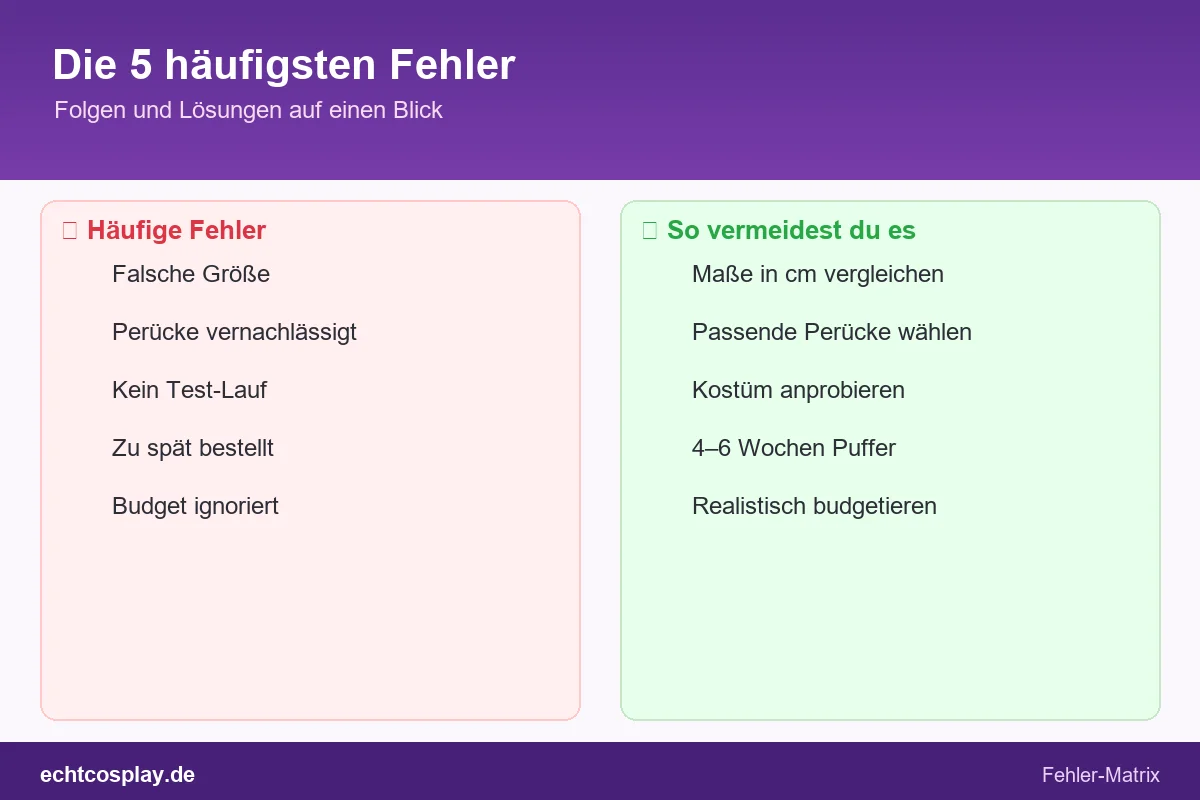 Die 5 häufigsten Fehler
Folgen und Lösungen auf einen Blick
Häufige Fehler
Falsche Größe
Perücke vernachlässigt
Kein Test-Lauf
Zu spät bestellt
Budget ignoriert
So vermeidest du es
Maße in cm vergleichen
Passende Perücke wählen
Kostüm anprobieren
4–6 Wochen Puffer
Realistisch budgetieren
echtcosplay.de
Fehler-Matrix